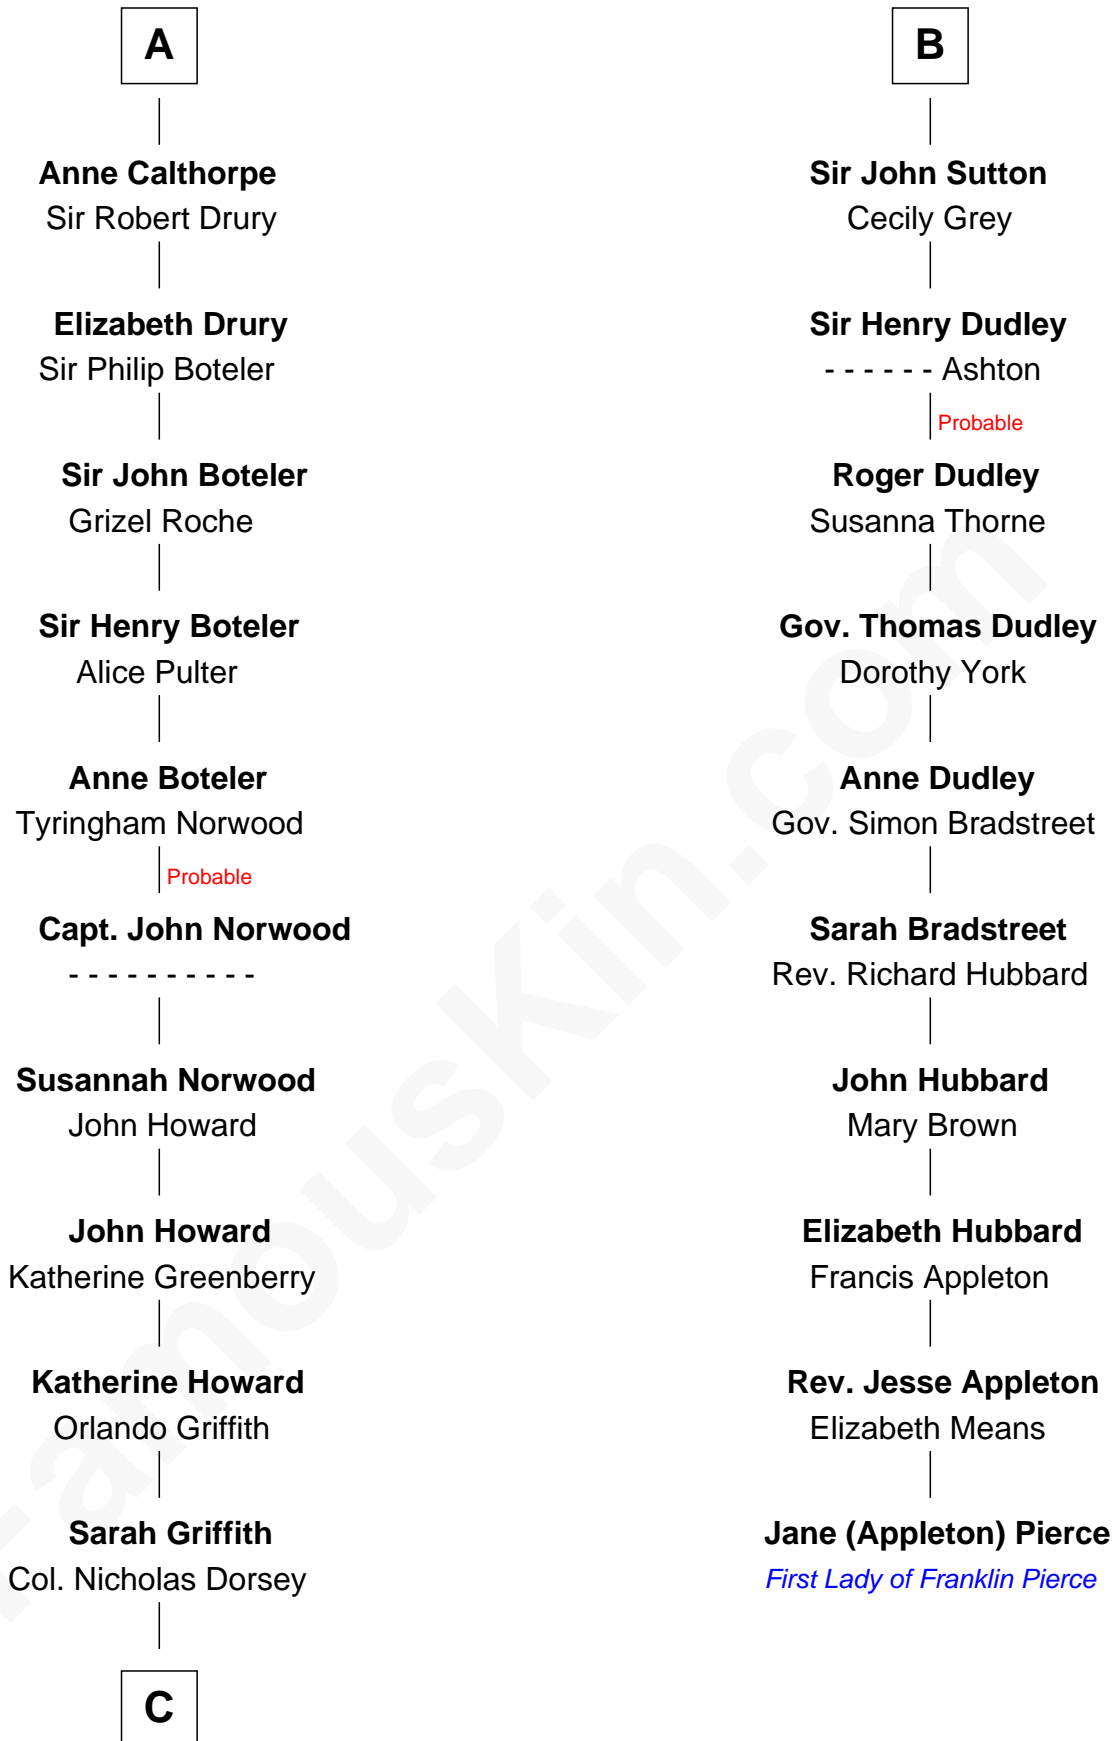 A
Anne Calthorpe
Sir Robert Drury
Elizabeth Drury
Sir Philip Boteler
Sir John Boteler
Grizel Roche
Sir Henry Boteler
Alice Pulter
Anne Boteler
Tyringham Norwood
Probable
Capt. John Norwood
- - - - - - - - - -
Susannah Norwood
John Howard
John Howard
Katherine Greenberry
Katherine Howard
Orlando Griffith
Sarah Griffith
Col. Nicholas Dorsey
C
B
Sir John Sutton
Cecily Grey
Sir Henry Dudley
- - - - - - Ashton
Probable
Roger Dudley
Susanna Thorne
Gov. Thomas Dudley
Dorothy York
Anne Dudley
Gov. Simon Bradstreet
Sarah Bradstreet
Rev. Richard Hubbard
John Hubbard
Mary Brown
Elizabeth Hubbard
Francis Appleton
Rev. Jesse Appleton
Elizabeth Means
Jane (Appleton) Pierce
First Lady of Franklin Pierce
FamousKin.com